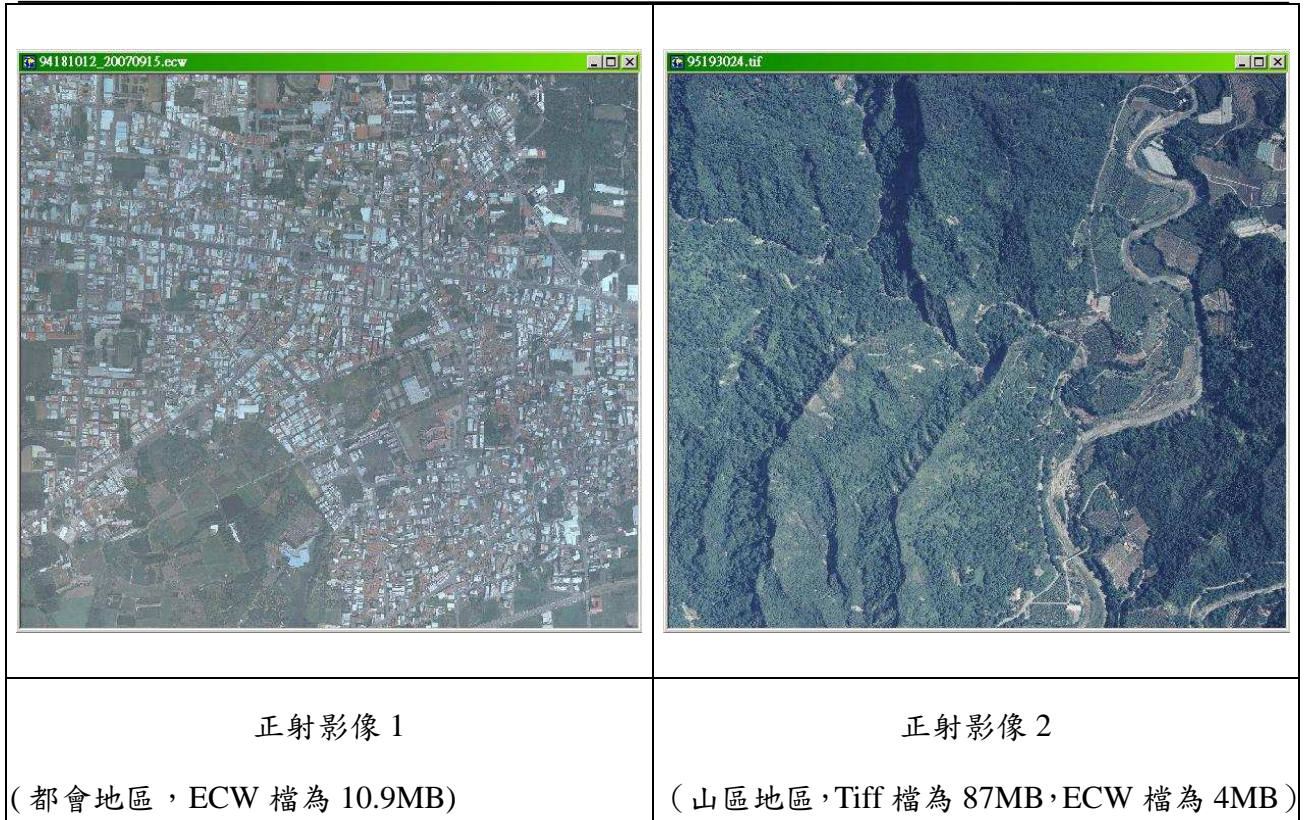 94181012_20070915.ecw
95193024.tif
正射影像 1
(都會地區，ECW 檔為 10.9MB)
正射影像 2
（山區地區，Tiff 檔為 87MB，ECW 檔為 4MB）